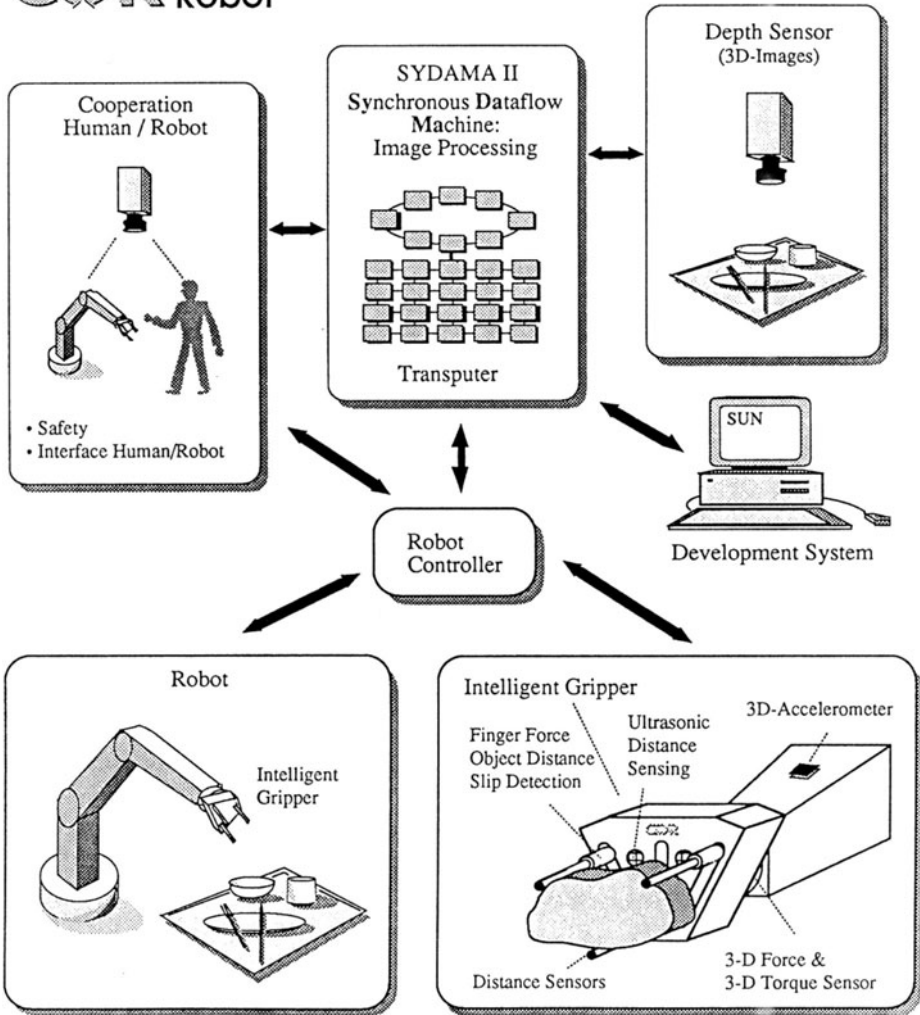 Robot
Cooperation
Human / Robot
• Safety
• Interface Human/Robot
SYDAMA II
Synchronous Dataflow
Machine:
Image Processing
Transputer
Depth Sensor
(3D-Images)
SUN
Development System
Robot
Controller
Robot
Intelligent
Gripper
Intelligent Gripper
Finger Force
Object Distance
Slip Detection
Ultrasonic
Distance
Sensing
3D-Accelerometer
Distance Sensors
3-D Force &
3-D Torque Sensor